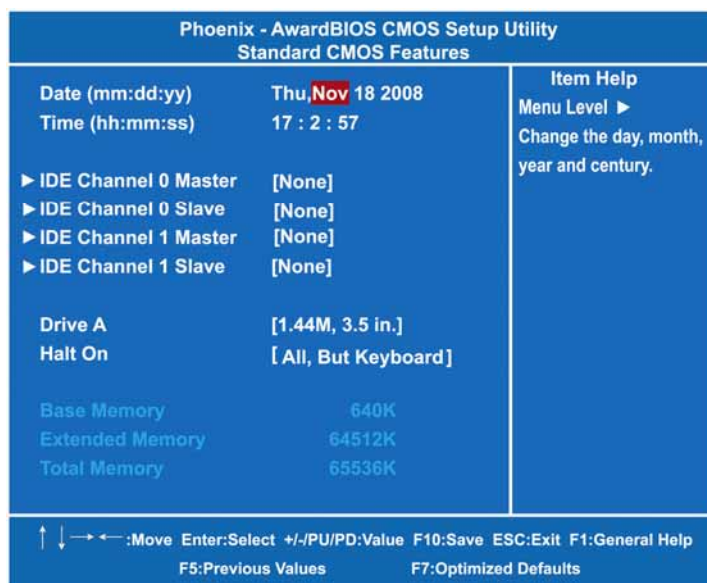 Phoenix - AwardBIOS CMOS Setup Utility
Standard CMOS Features
Date (mm:dd:yy) Thu,Nov 18 2008
Time (hh:mm:ss) 17 : 2 : 57
►IDE Channel 0 Master [None]
►IDE Channel 0 Slave [None]
►IDE Channel 1 Master [None]
►IDE Channel 1 Slave [None]
Drive A [1.44M, 3.5 in.]
Halt On [ All, But Keyboard]
Base Memory 640K
Extended Memory 64512K
Total Memory 65536K
Item Help
Menu Level ►
Change the day, month,
year and century.
↑ ↓ → ← :Move Enter:Select +/-/PU/PD:Value F10:Save ESC:Exit F1:General Help
F5:Previous Values F7:Optimized Defaults